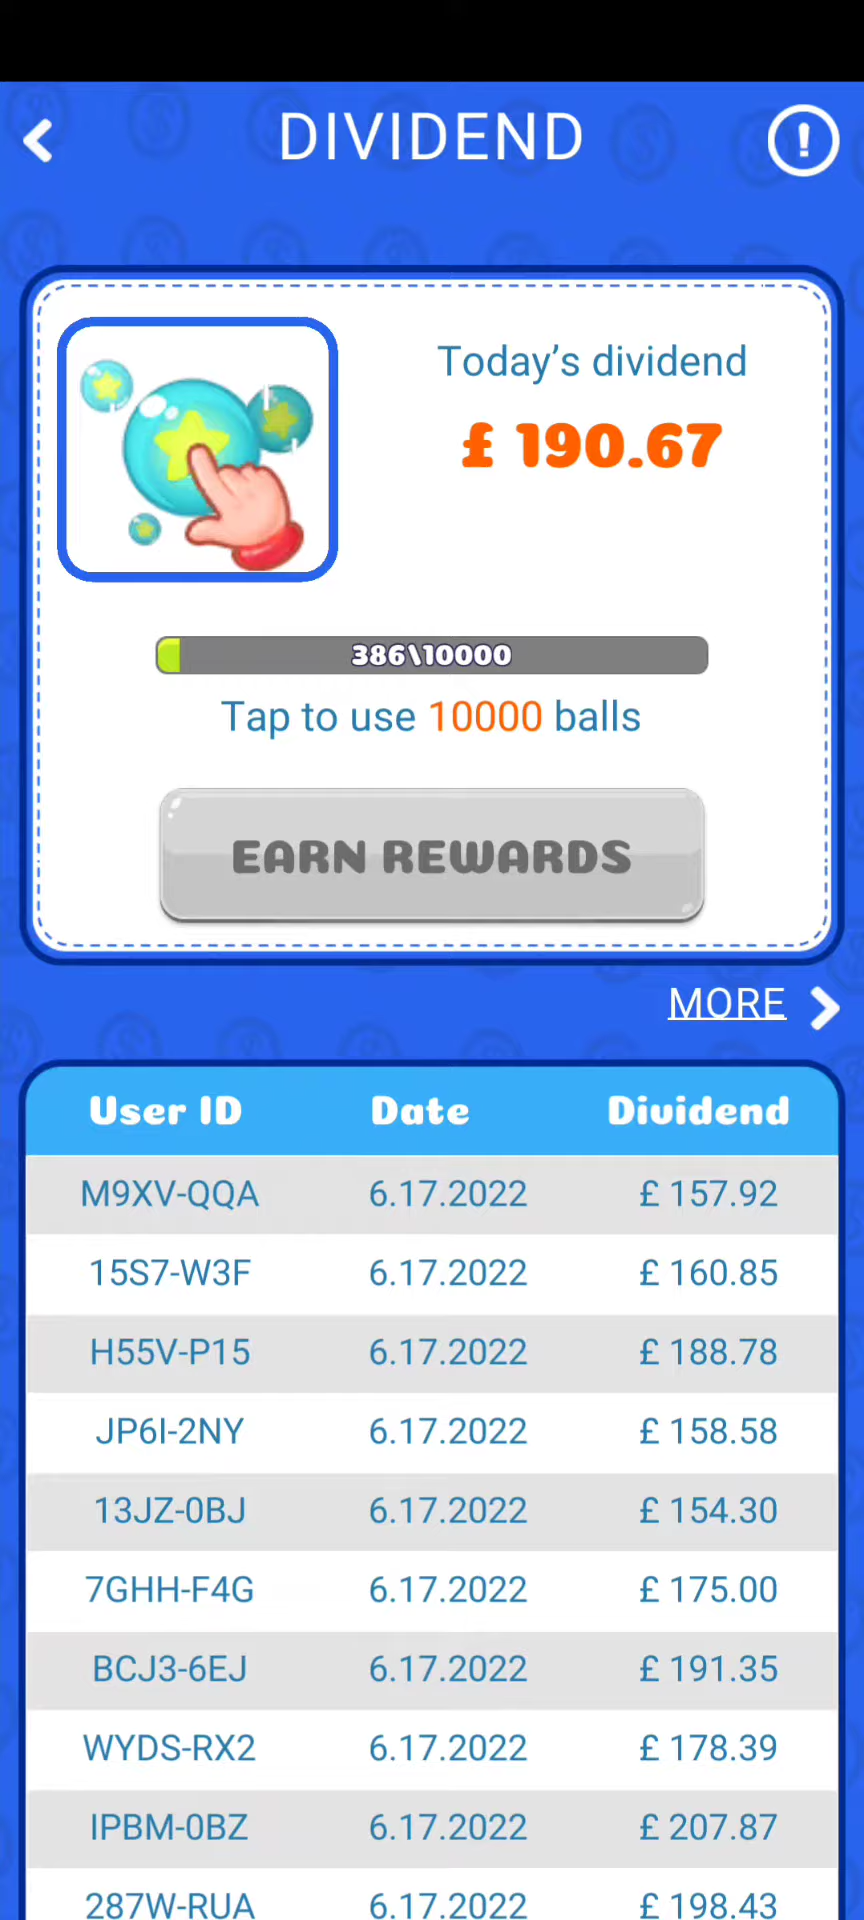 DIVIDEND
Today’s dividend
£ 190.67
386\10000
Tap to use 10000 balls
EARN REWARDS
MORE
User ID Date Dividend
M9XV-QQA 6.17.2022 £ 157.92
15S7-W3F 6.17.2022 £ 160.85
H55V-P15 6.17.2022 £ 188.78
JP6I-2NY 6.17.2022 £ 158.58
13JZ-0BJ 6.17.2022 £ 154.30
7GHH-F4G 6.17.2022 £ 175.00
BCJ3-6EJ 6.17.2022 £ 191.35
WYDS-RX2 6.17.2022 £ 178.39
IPBM-0BZ 6.17.2022 £ 207.87
287W-RUA 6.17.2022 £ 198.43